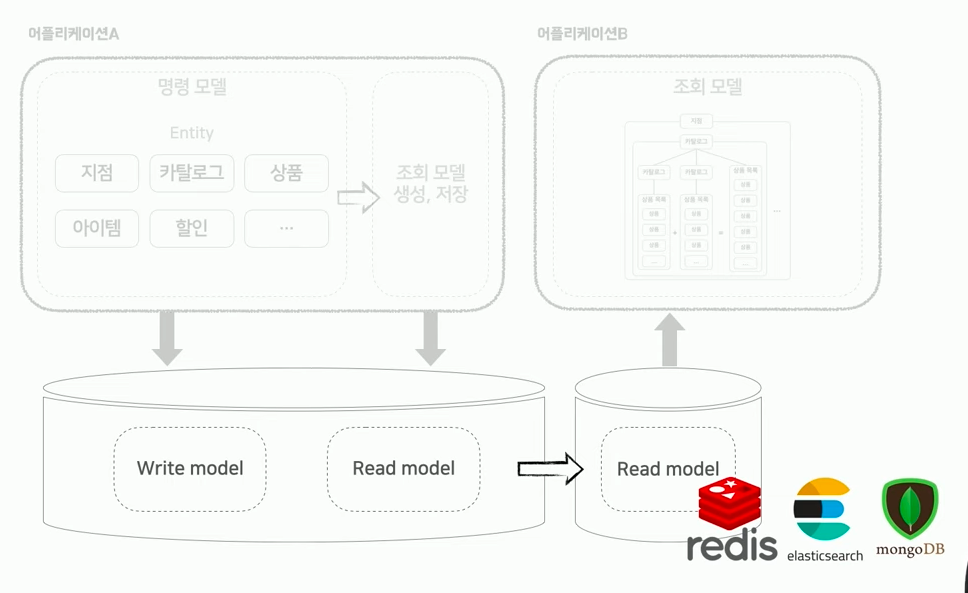 어플리케이션A
어플리케이션B
명령 모델
Entity
지점
카탈로그
상품
아이템
할인
...
조회 모델
생성, 저장
조회 모델
지점
카탈로그
카탈로그
카탈로그
상품 목록
상품 목록
상품 목록
상품
상품
상품
...
+
상품
상품
상품
...
=
상품
상품
상품
상품
상품
...
...
Write model
Read model
Read model
redis
elasticsearch
mongoDB